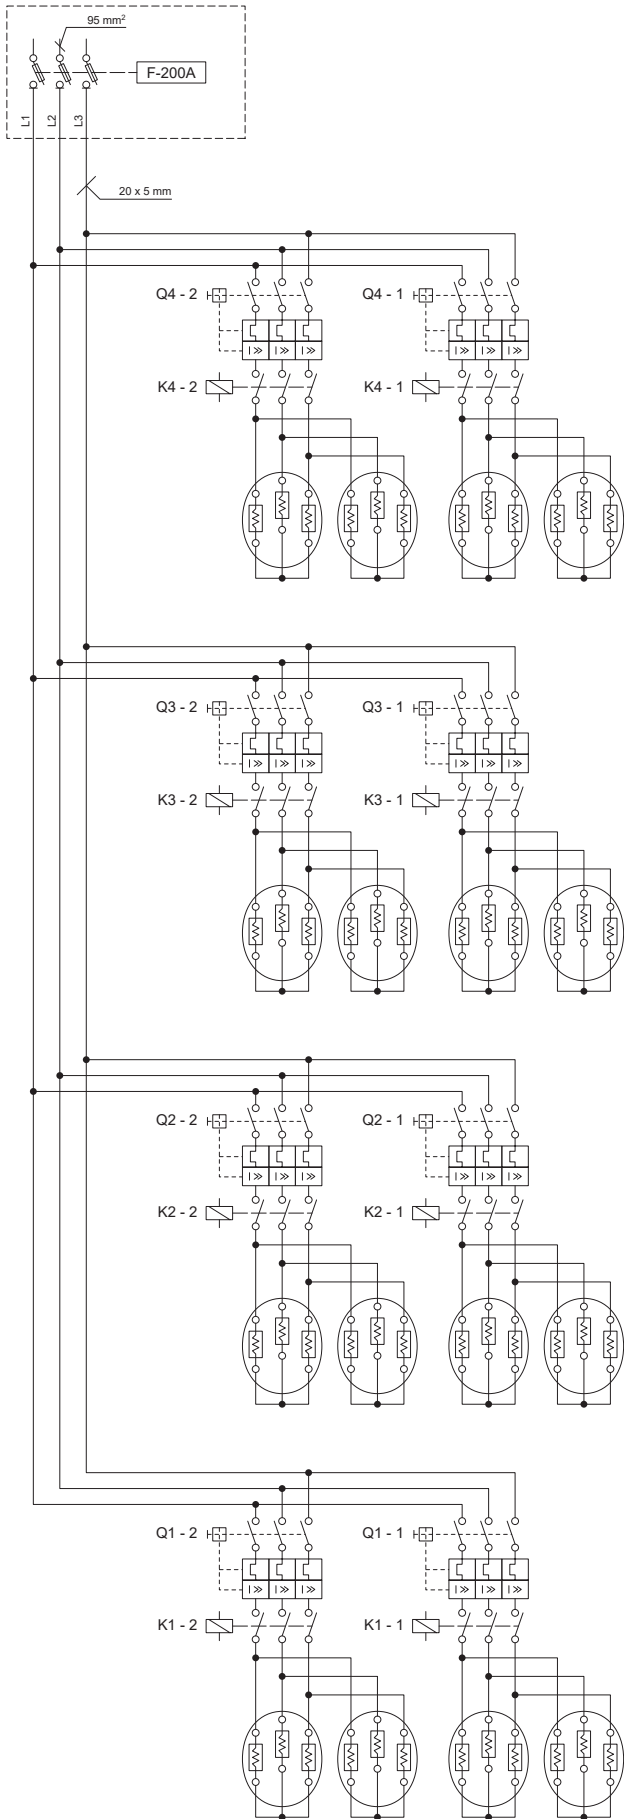 95 mm²
F-200A
L1
L2
L3
20 x 5 mm
Q4 - 2
Q4 - 1
I≫ I≫ I≫
I≫ I≫ I≫
K4 - 2
K4 - 1
Q3 - 2
Q3 - 1
I≫ I≫ I≫
I≫ I≫ I≫
K3 - 2
K3 - 1
Q2 - 2
Q2 - 1
I≫ I≫ I≫
I≫ I≫ I≫
K2 - 2
K2 - 1
Q1 - 2
Q1 - 1
I≫ I≫ I≫
I≫ I≫ I≫
K1 - 2
K1 - 1